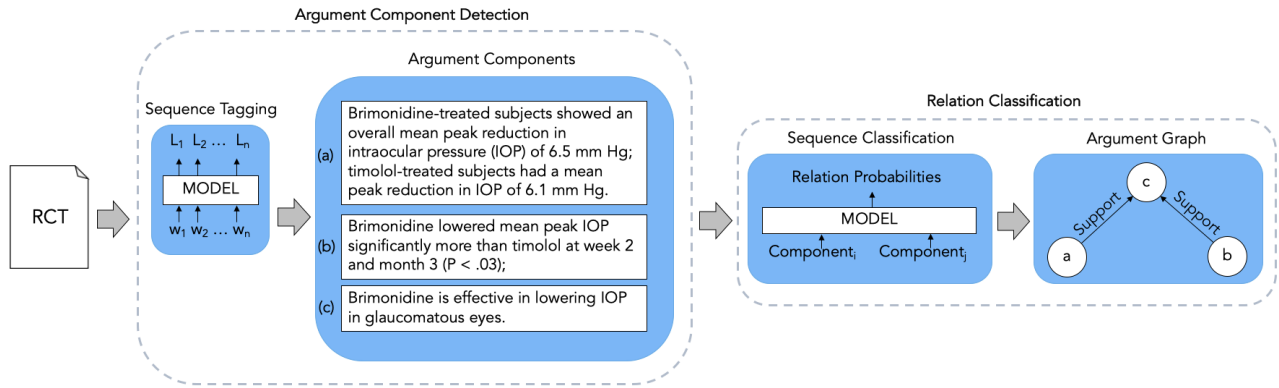 Argument Component Detection
Argument Components
Sequence Tagging
L1 L2 … Ln
MODEL
w1 w2 … wn
RCT
(a)
Brimonidine-treated subjects showed an
overall mean peak reduction in
intraocular pressure (IOP) of 6.5 mm Hg;
timolol-treated subjects had a mean
peak reduction in IOP of 6.1 mm Hg.
(b)
Brimonidine lowered mean peak IOP
significantly more than timolol at week 2
and month 3 (P < .03);
(c)
Brimonidine is effective in lowering IOP
in glaucomatous eyes.
Relation Classification
Sequence Classification
Relation Probabilities
MODEL
Componenti
Componentj
Argument Graph
c
Support
Support
a
b